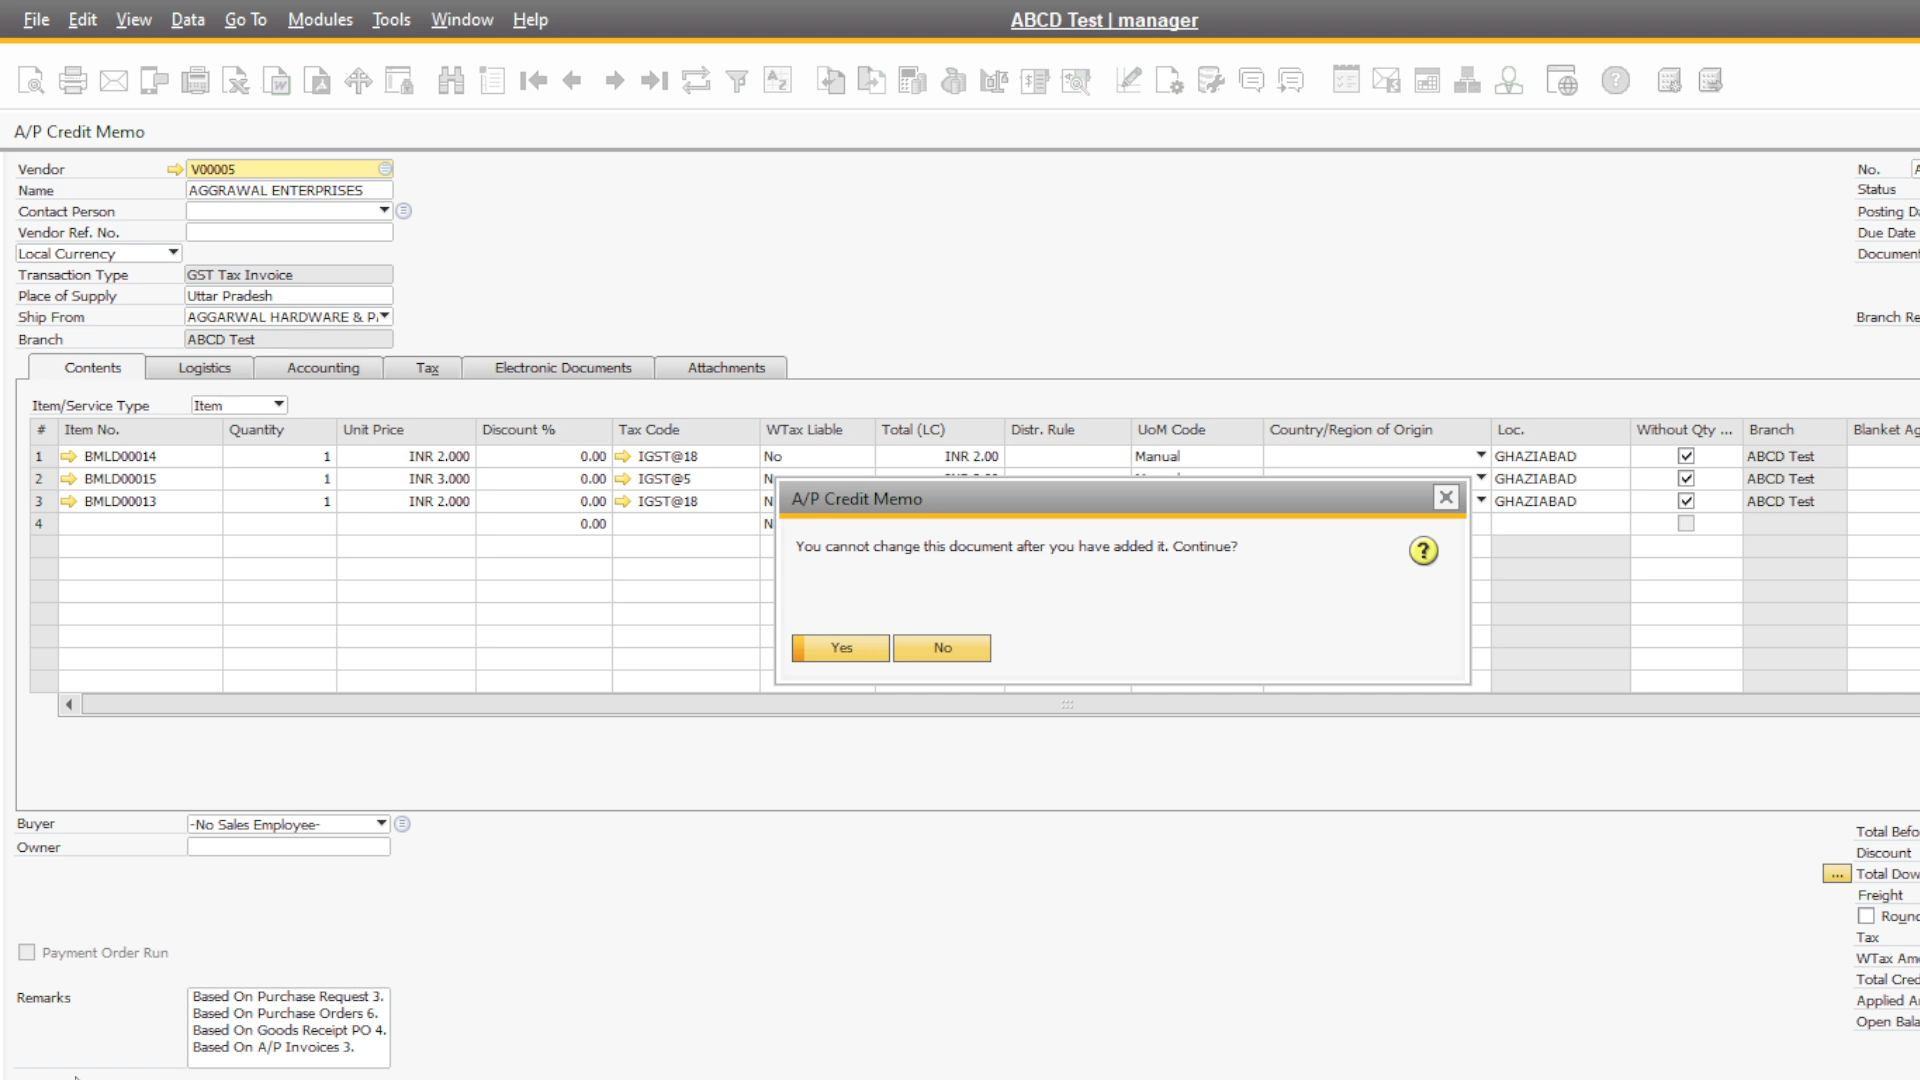 File Edit View Data Go To Modules Tools Window Help
ABCD Test | manager
A/P Credit Memo
Vendor V00005
Name AGGRAWAL ENTERPRISES
Contact Person
Vendor Ref. No.
Local Currency
Transaction Type GST Tax Invoice
Place of Supply Uttar Pradesh
Ship From AGGARWAL HARDWARE & P
Branch ABCD Test
No.
Status
Posting
Due Date
Document
Branch
Contents Logistics Accounting Tax Electronic Documents Attachments
Item/Service Type Item
# Item No. Quantity Unit Price Discount % Tax Code WTax Liable Total (LC) Distr. Rule UoM Code Country/Region of Origin Loc. Without Qty ... Branch Blanket
1 BMLD00014 1 INR 2.000 0.00 IGST@18 No INR 2.00 Manual GHAZIABAD ABCD Test
2 BMLD00015 1 INR 3.000 0.00 IGST@5 GHAZIABAD ABCD Test
3 BMLD00013 1 INR 2.000 0.00 IGST@18 GHAZIABAD ABCD Test
4 0.00
A/P Credit Memo
You cannot change this document after you have added it. Continue?
Yes No
Buyer -No Sales Employee-
Owner
Payment Order Run
Remarks
Based On Purchase Request 3.
Based On Purchase Orders 6.
Based On Goods Receipt PO 4.
Based On A/P Invoices 3.
Total
Discount
... Total
Freight
Tax
WTax
Total
Applied
Open